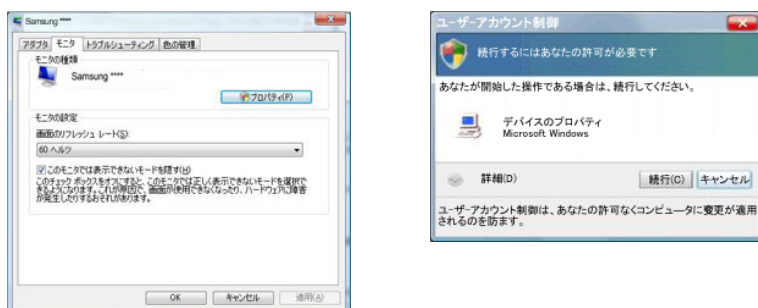 Samsung ****
アダプタ モニタ トラブルシューティング 色の管理
モニタの種類
Samsung ****
プロパティ(P)
モニタの設定
画面のリフレッシュ レート(S):
60 ヘルツ
このモニタでは表示できないモードを隠す(H)
このチェック ボックスをオフにすると、このモニタでは正しく表示できないモードを選択で
きるようになります。これが原因で、画面が使用できなくなったり、ハードウェアに障害
が発生したりするおそれがあります。
OK キャンセル 適用(A)
ユーザーアカウント制御
続行するにはあなたの許可が必要です
あなたが開始した操作である場合は、続行してください。
デバイスのプロパティ
Microsoft Windows
詳細(D) 続行(C) キャンセル
ユーザーアカウント制御は、あなたの許可なくコンピュータに変更が適用
されるのを防ます。